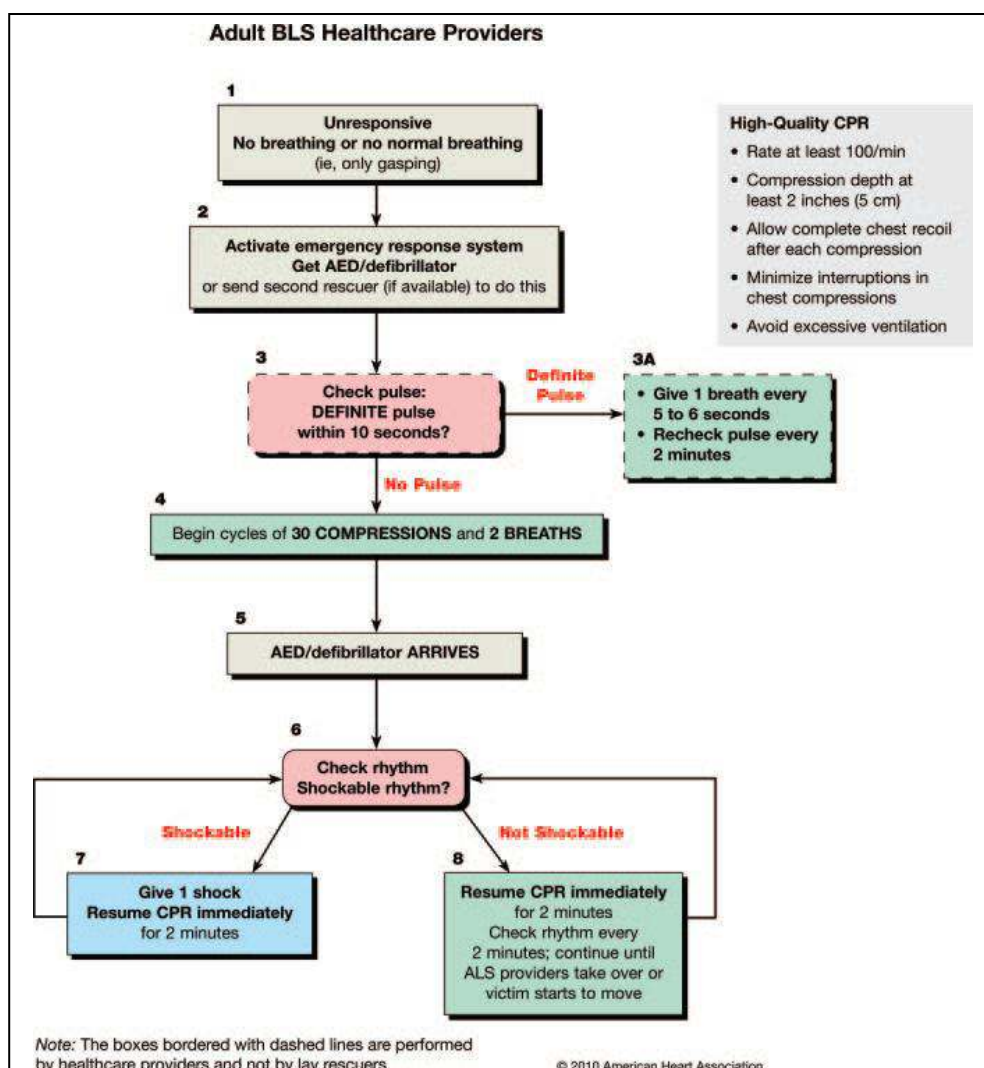 Adult BLS Healthcare Providers
1
Unresponsive
No breathing or no normal breathing
(ie, only gasping)
High-Quality CPR
• Rate at least 100/min
• Compression depth at
least 2 inches (5 cm)
• Allow complete chest recoil
after each compression
• Minimize interruptions in
chest compressions
• Avoid excessive ventilation
2
Activate emergency response system
Get AED/defibrillator
or send second rescuer (if available) to do this
3
Check pulse:
DEFINITE pulse
within 10 seconds?
Definite
Pulse
3A
• Give 1 breath every
5 to 6 seconds
• Recheck pulse every
2 minutes
No Pulse
4
Begin cycles of 30 COMPRESSIONS and 2 BREATHS
5
AED/defibrillator ARRIVES
6
Check rhythm
Shockable rhythm?
Shockable
Not Shockable
7
Give 1 shock
Resume CPR immediately
for 2 minutes
8
Resume CPR immediately
for 2 minutes
Check rhythm every
2 minutes; continue until
ALS providers take over or
victim starts to move
Note: The boxes bordered with dashed lines are performed
by healthcare providers and not by lay rescuers
© 2010 American Heart Association